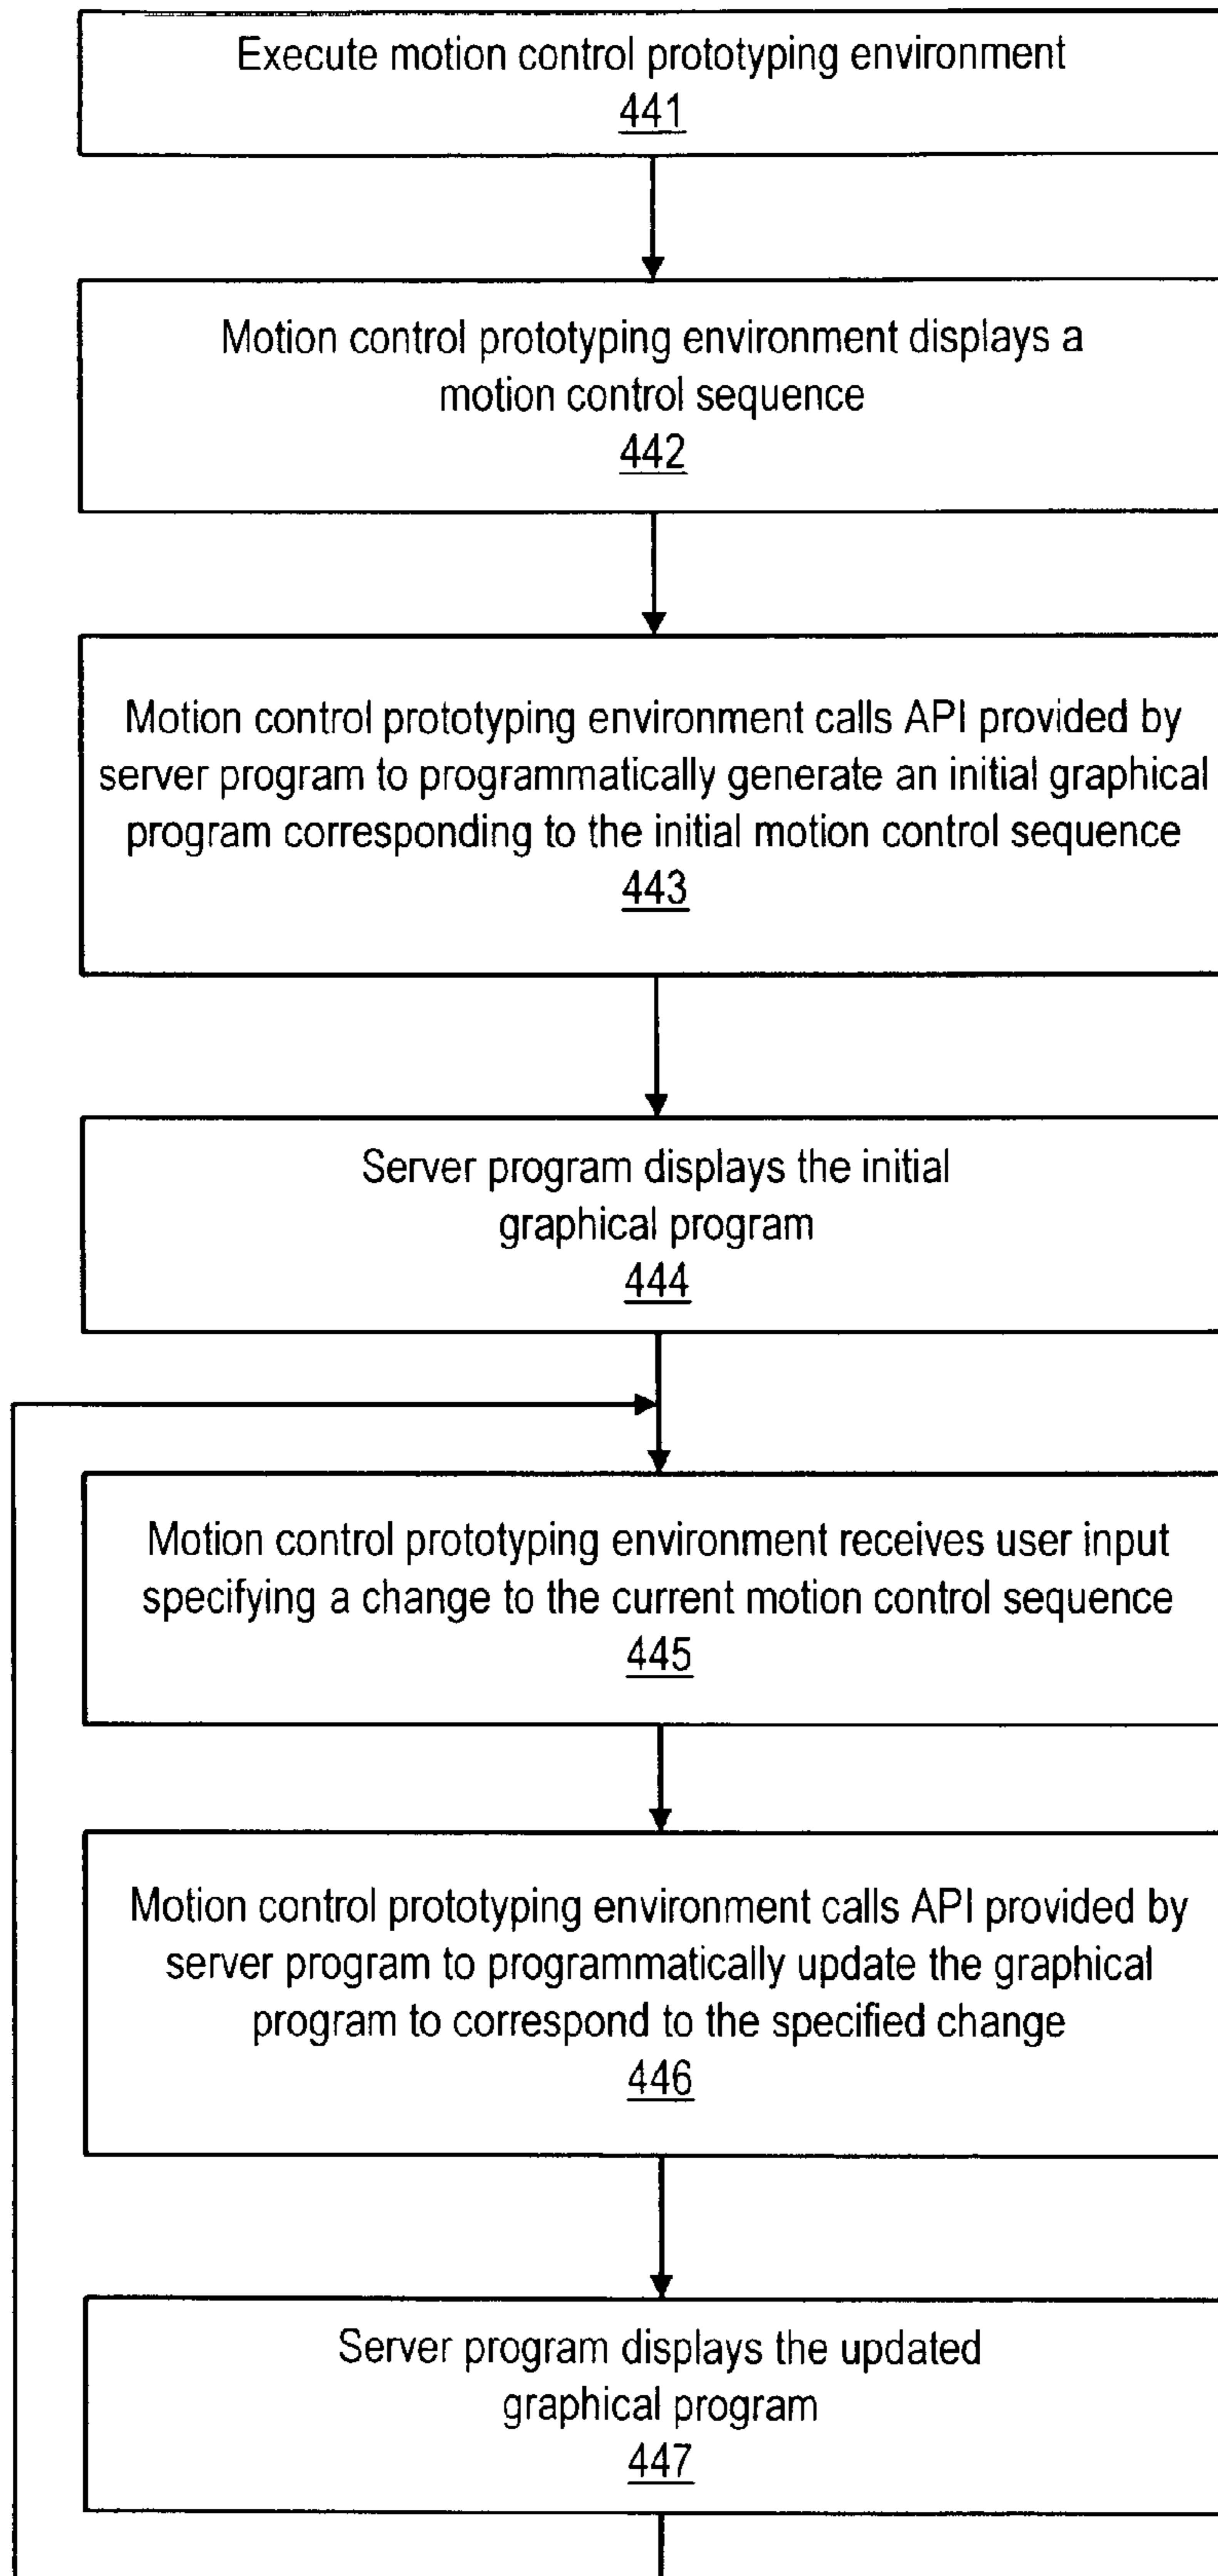 Execute motion control prototyping environment
441
Motion control prototyping environment displays a
motion control sequence
442
Motion control prototyping environment calls API provided by
server program to programmatically generate an initial graphical
program corresponding to the initial motion control sequence
443
Server program displays the initial
graphical program
444
Motion control prototyping environment receives user input
specifying a change to the current motion control sequence
445
Motion control prototyping environment calls API provided by
server program to programmatically update the graphical
program to correspond to the specified change
446
Server program displays the updated
graphical program
447